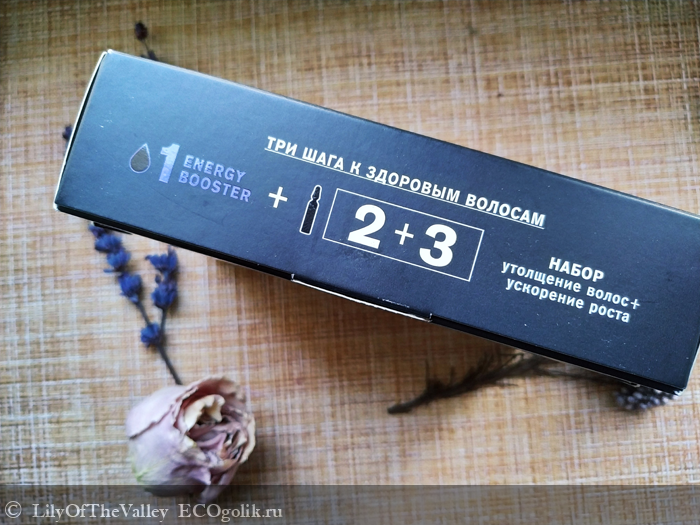 ТРИ ШАГА К ЗДОРОВЫМ ВОЛОСАМ
1 ENERGY
BOOSTER
+
2+3
НАБОР
утолщение волос+
ускорение роста
© LilyOfTheValley ECOgolik.ru